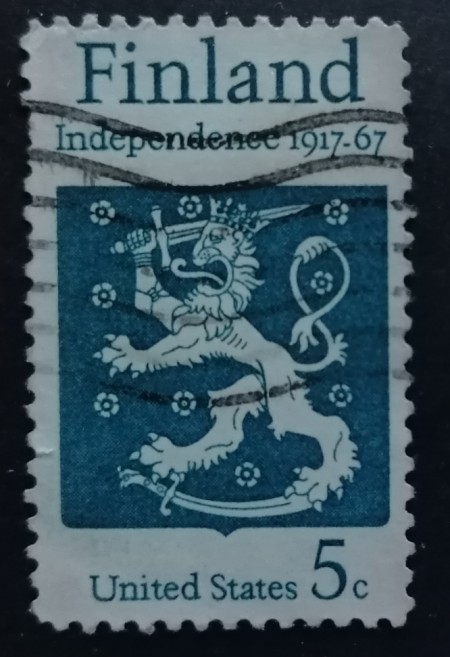 Finland
Independence 1917-67
United States 5c